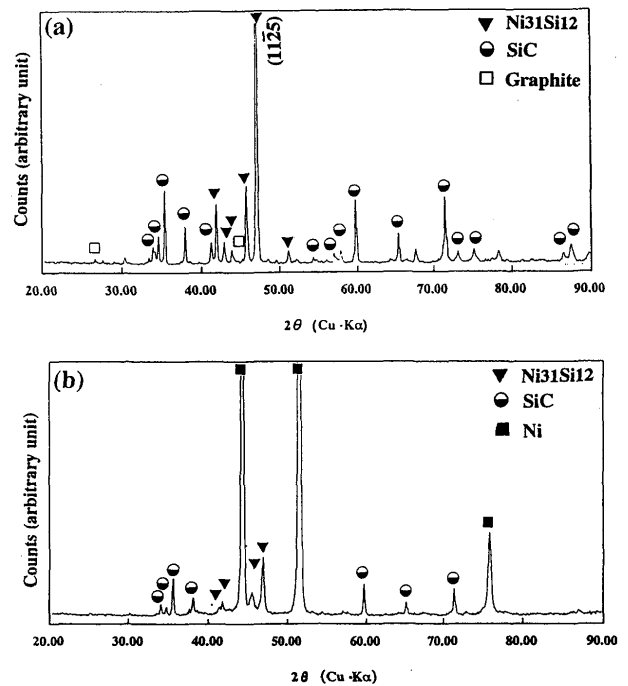 (a)
Ni31Si12
SiC
Graphite
(112̄5)
Counts (arbitrary unit)
20.00 30.00 40.00 50.00 60.00 70.00 80.00 90.00
2θ (Cu·Kα)
(b)
Ni31Si12
SiC
Ni
Counts (arbitrary unit)
20.00 30.00 40.00 50.00 60.00 70.00 80.00 90.00
2θ (Cu·Kα)